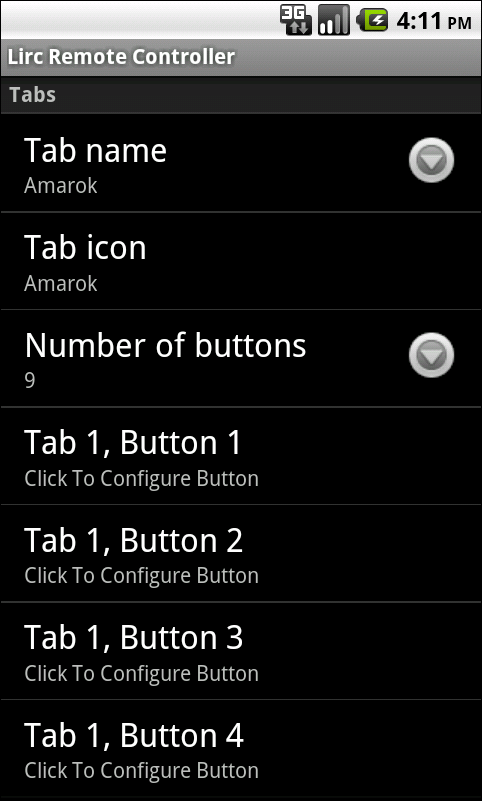 3G 4:11 PM
Lirc Remote Controller
Tabs
Tab name
Amarok
Tab icon
Amarok
Number of buttons
9
Tab 1, Button 1
Click To Configure Button
Tab 1, Button 2
Click To Configure Button
Tab 1, Button 3
Click To Configure Button
Tab 1, Button 4
Click To Configure Button